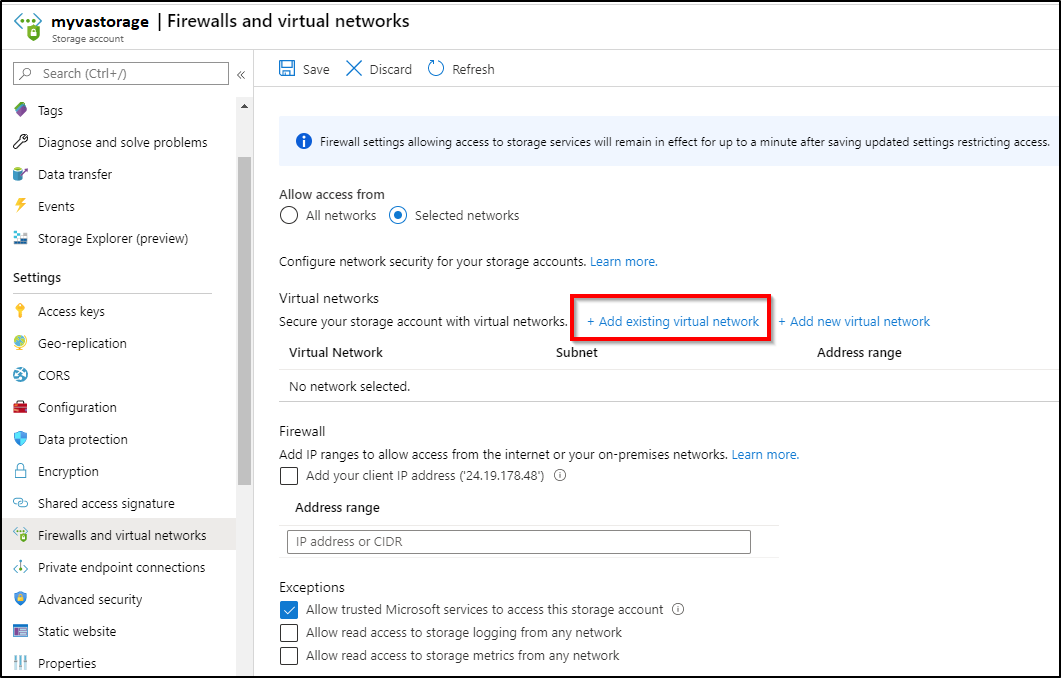 myvastorage | Firewalls and virtual networks
Storage account
Search (Ctrl+/)
«
Save
Discard
Refresh
Tags
Diagnose and solve problems
Data transfer
Events
Storage Explorer (preview)
Settings
Access keys
Geo-replication
CORS
Configuration
Data protection
Encryption
Shared access signature
Firewalls and virtual networks
Private endpoint connections
Advanced security
Static website
Properties
Firewall settings allowing access to storage services will remain in effect for up to a minute after saving updated settings restricting access.
Allow access from
All networks Selected networks
Configure network security for your storage accounts. Learn more.
Virtual networks
Secure your storage account with virtual networks. + Add existing virtual network + Add new virtual network
Virtual Network Subnet Address range
No network selected.
Firewall
Add IP ranges to allow access from the internet or your on-premises networks. Learn more.
Add your client IP address ('24.19.178.48')
Address range
IP address or CIDR
Exceptions
Allow trusted Microsoft services to access this storage account
Allow read access to storage logging from any network
Allow read access to storage metrics from any network